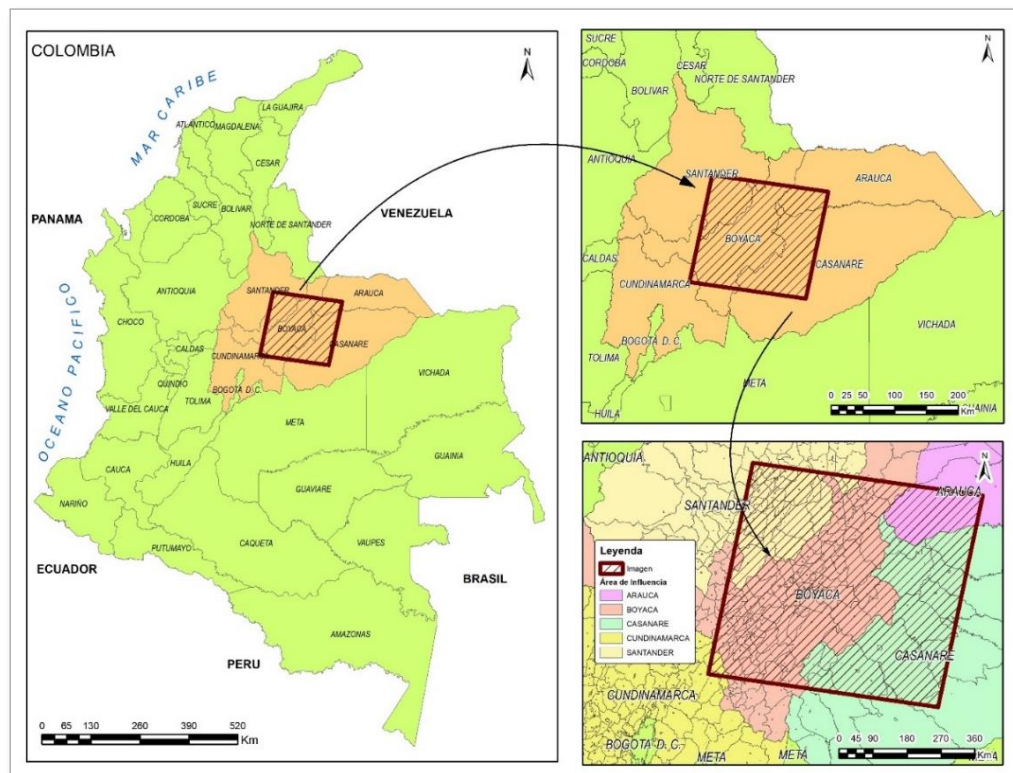 COLOMBIA
N
MAR CARIBE
LA GUAJIRA
ATLANTICO
MAGDALENA
CESAR
SUCRE
BOLIVAR
CORDOBA
NORTE DE SANTANDER
PANAMA
VENEZUELA
ANTIOQUIA
SANTANDER
ARAUCA
OCEANO PACIFICO
CHOCO
BOYACA
CASANARE
CALDAS
CUNDINAMARCA
QUINDIO
BOGOTA D. C.
TOLIMA
VICHADA
VALLE DEL CAUCA
META
CAUCA
HUILA
GUAINIA
GUAVIARE
NARIÑO
CAQUETA
VAUPES
PUTUMAYO
ECUADOR
BRASIL
AMAZONAS
PERU
0 65 130 260 390 520
Km
N
SUCRE
CESAR
CORDOBA
NORTE DE SANTANDER
BOLIVAR
ANTIOQUIA
SANTANDER
ARAUCA
BOYACA
CALDAS
CASANARE
CUNDINAMARCA
VICHADA
BOGOTA D. C.
TOLIMA
META
0 25 50 100 150 200
Km
HUILA
ANTIOQUIA
N
ARAUCA
SANTANDER
Leyenda
Imagen
Área de Influencia
ARAUCA
BOYACA
CASANARE
CUNDINAMARCA
SANTANDER
BOYACA
CASANARE
CUNDINAMARCA
BOGOTA D. C.
META
META
0 45 90 180 270 360
Km
META